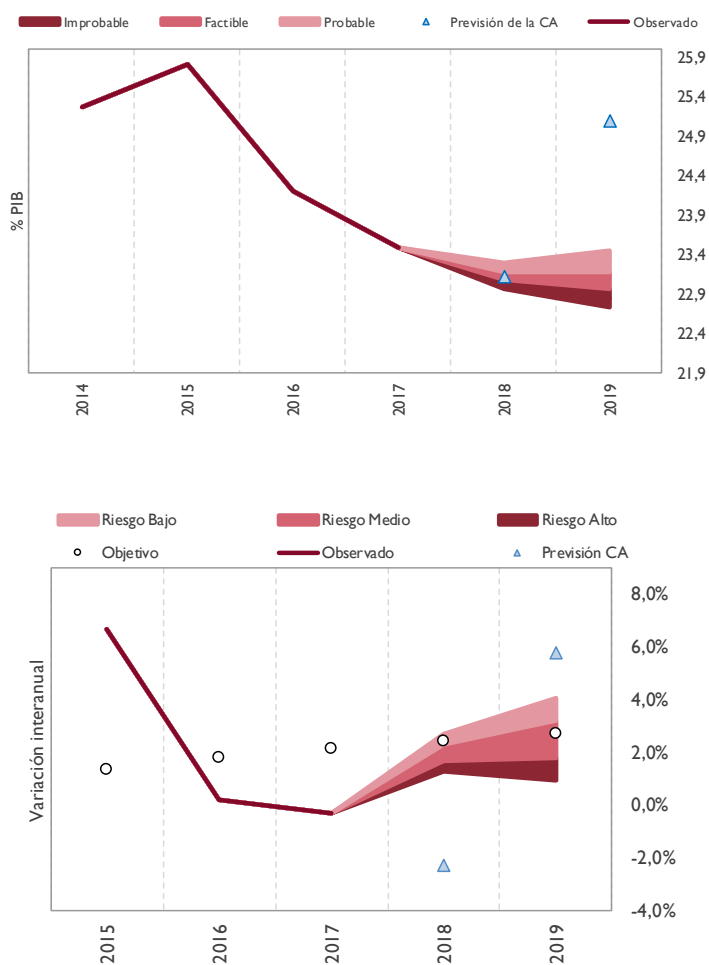 Improbable Factible Probable Previsión de la CA Observado
25,9
25,4
24,9
24,4
23,9
23,4
22,9
22,4
21,9
% PIB
2014 2015 2016 2017 2018 2019
Riesgo Bajo Riesgo Medio Riesgo Alto
Objetivo Observado Previsión CA
8,0%
6,0%
4,0%
2,0%
0,0%
-2,0%
-4,0%
Variación interanual
2015 2016 2017 2018 2019